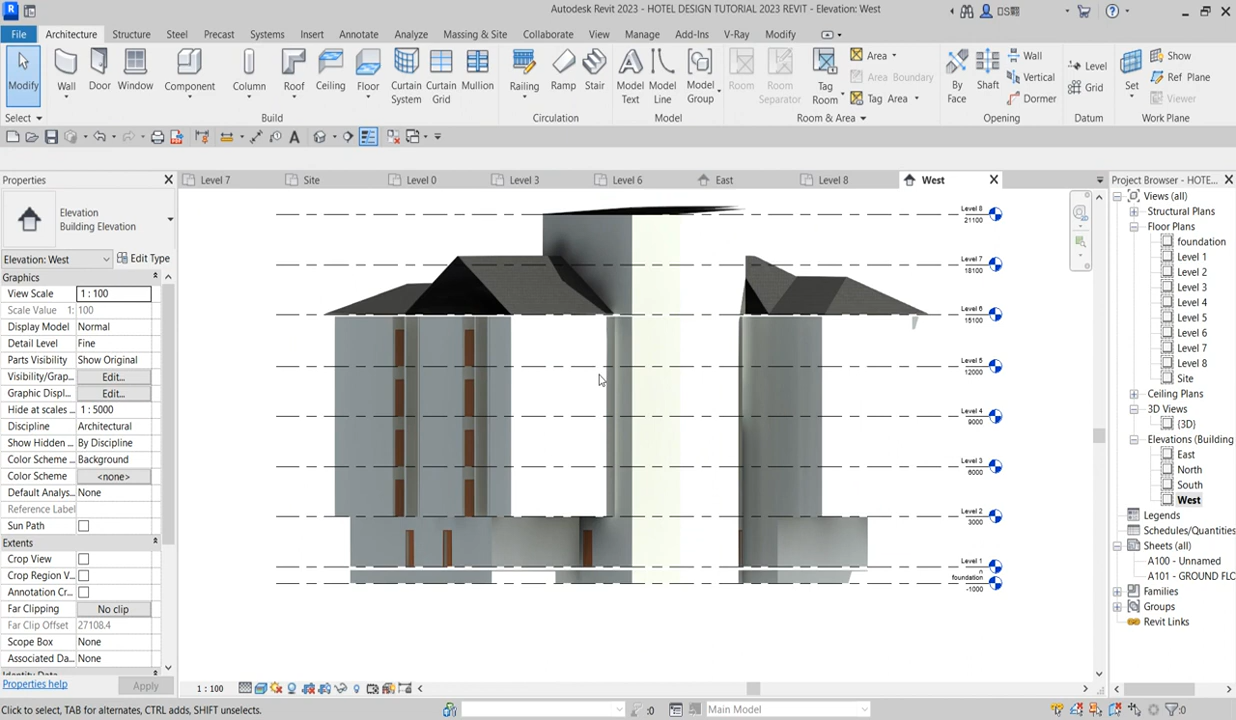 Autodesk Revit 2023 - HOTEL DESIGN TUTORIAL 2023 REVIT - Elevation: West
File Architecture Structure Steel Precast Systems Insert Annotate Analyze Massing & Site Collaborate View Manage Add-Ins V-Ray Modify
Modify Wall Door Window Component Column Roof Ceiling Floor Curtain System Curtain Grid Mullion Railing Ramp Stair Model Text Model Line Model Group Room Room Separator Tag Room By Face Shaft Set
Area
Area Boundary
Tag Area
Wall
Vertical
Dormer
Level
Grid
Show
Ref Plane
Viewer
Select Build Circulation Model Room & Area Opening Datum Work Plane
Properties
Level 7 Site Level 0 Level 3 Level 6 East Level 8 West
Project Browser - HOTE...
Elevation
Building Elevation
Elevation: West Edit Type
Graphics
View Scale 1 : 100
Scale Value 1: 100
Display Model Normal
Detail Level Fine
Parts Visibility Show Original
Visibility/Grap... Edit...
Graphic Displ... Edit...
Hide at scales ... 1 : 5000
Discipline Architectural
Show Hidden ... By Discipline
Color Scheme ... Background
Color Scheme <none>
Default Analys... None
Reference Label
Sun Path
Extents
Crop View
Crop Region V...
Annotation Cr...
Far Clipping No clip
Far Clip Offset 27108.4
Scope Box None
Associated Da... None
Identity Data
Properties help Apply
Level 8
21100
Level 7
18100
Level 6
15100
Level 5
12000
Level 4
9000
Level 3
6000
Level 2
3000
Level 1
0
foundation
-1000
Views (all)
Structural Plans
Floor Plans
foundation
Level 1
Level 2
Level 3
Level 4
Level 5
Level 6
Level 7
Level 8
Site
Ceiling Plans
3D Views
{3D}
Elevations (Building
East
North
South
West
Legends
Schedules/Quantities
Sheets (all)
A100 - Unnamed
A101 - GROUND FLO
Families
Groups
Revit Links
1 : 100
Click to select, TAB for alternates, CTRL adds, SHIFT unselects.
:0 Main Model :0